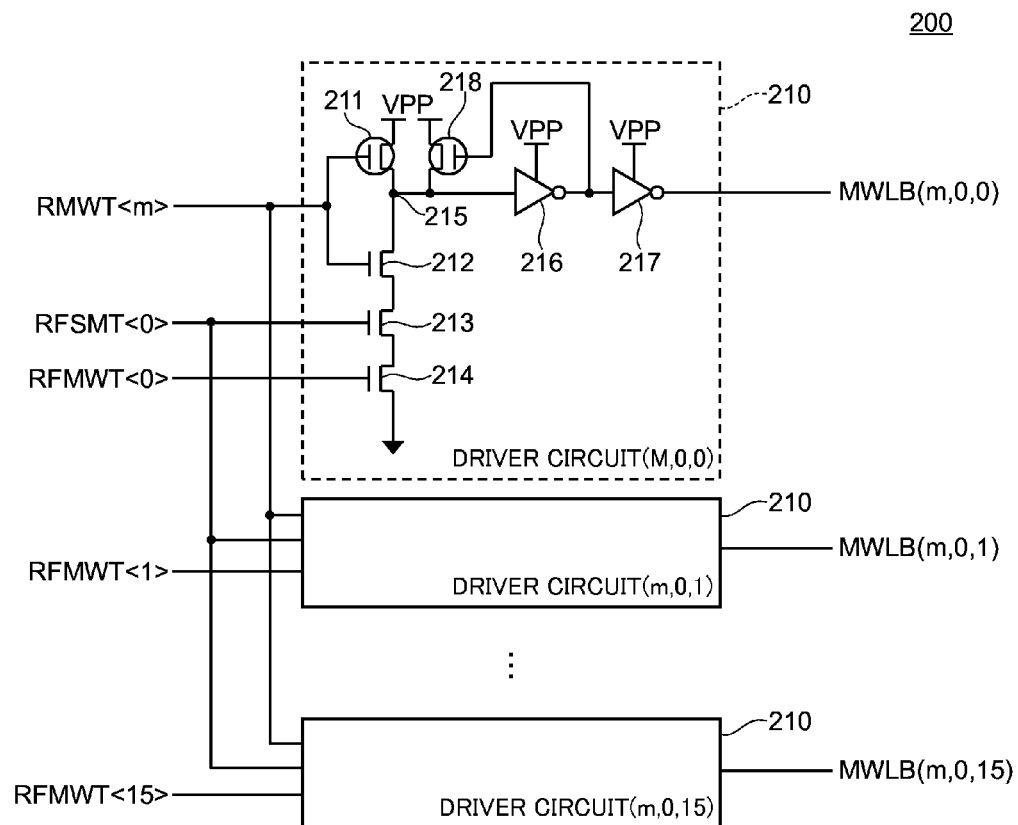 200
211
VPP
218
210
VPP
VPP
RMWT<m>
215
216
217
MWLB(m,0,0)
212
RFSMT<0>
213
RFMWT<0>
214
DRIVER CIRCUIT(M,0,0)
210
RFMWT<1>
MWLB(m,0,1)
DRIVER CIRCUIT(m,0,1)
⋮
210
RFMWT<15>
MWLB(m,0,15)
DRIVER CIRCUIT(m,0,15)